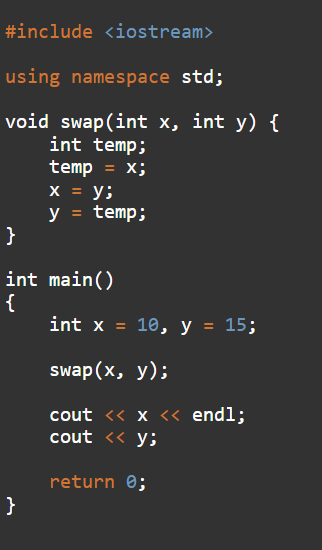 #include <iostream>
using namespace std;
void swap(int x, int y) {
    int temp;
    temp = x;
    x = y;
    y = temp;
}
int main()
{
    int x = 10, y = 15;
    swap(x, y);
    cout << x << endl;
    cout << y;
    return 0;
}